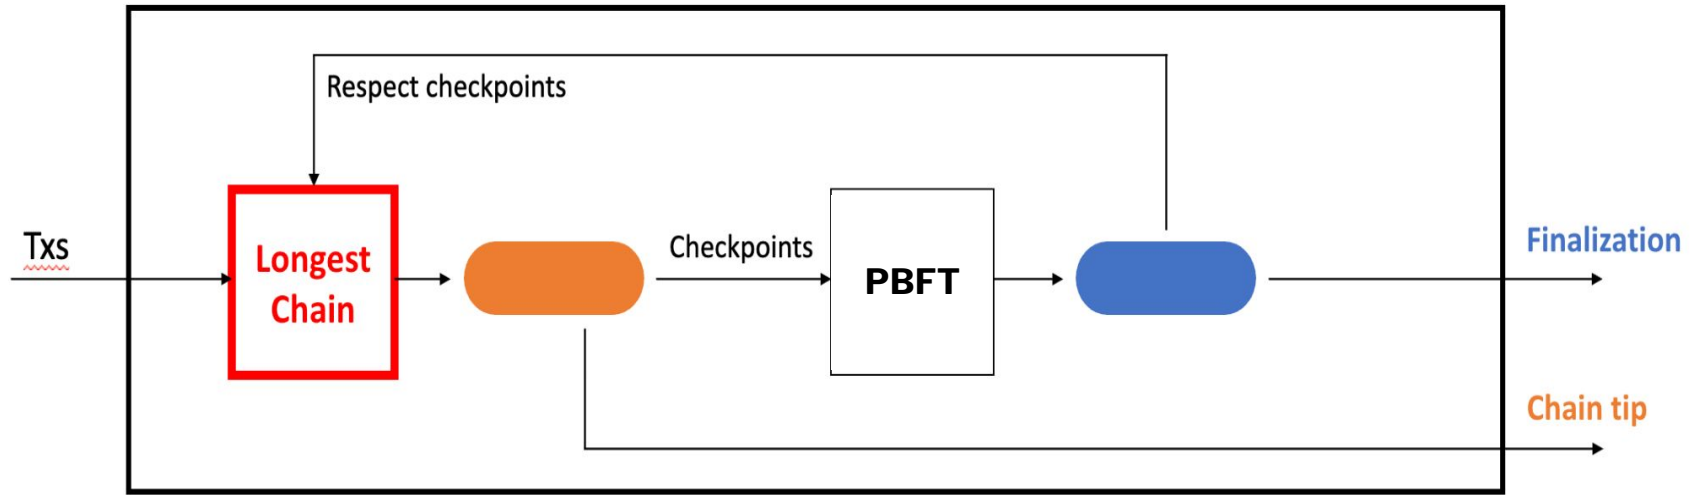 Respect checkpoints
Txs
Longest
Chain
Checkpoints
PBFT
Finalization
Chain tip